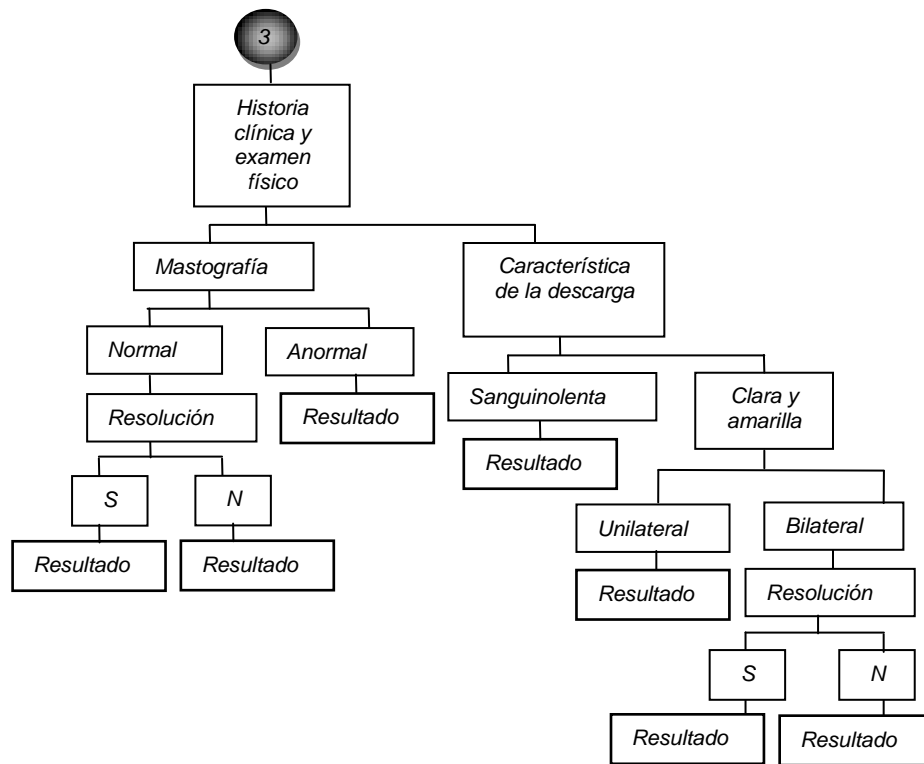 3
Historia
clínica y
examen
físico
Mastografía
Característica
de la descarga
Normal
Anormal
Sanguinolenta
Clara y
amarilla
Resolución
Resultado
Resultado
S
N
Unilateral
Bilateral
Resultado
Resultado
Resultado
Resolución
S
N
Resultado
Resultado